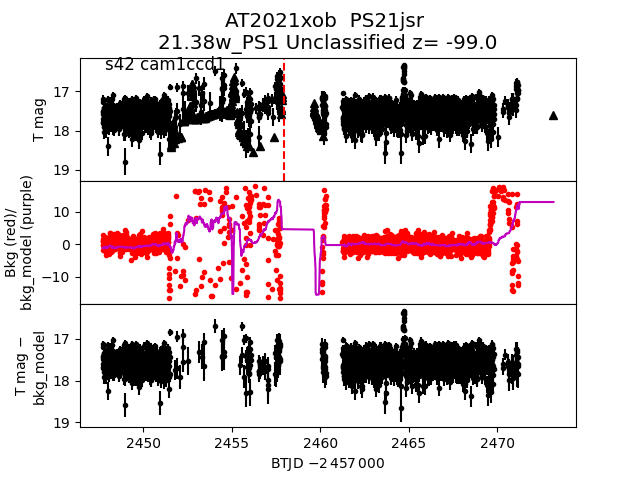 AT2021xob  PS21jsr
21.38w_PS1 Unclassified z= -99.0
s42 cam1ccd1
T mag
17
18
19
Bkg (red)/
bkg_model (purple)
10
0
−10
T mag −
bkg_model
17
18
19
2450 2455 2460 2465 2470
BTJD −2 457 000